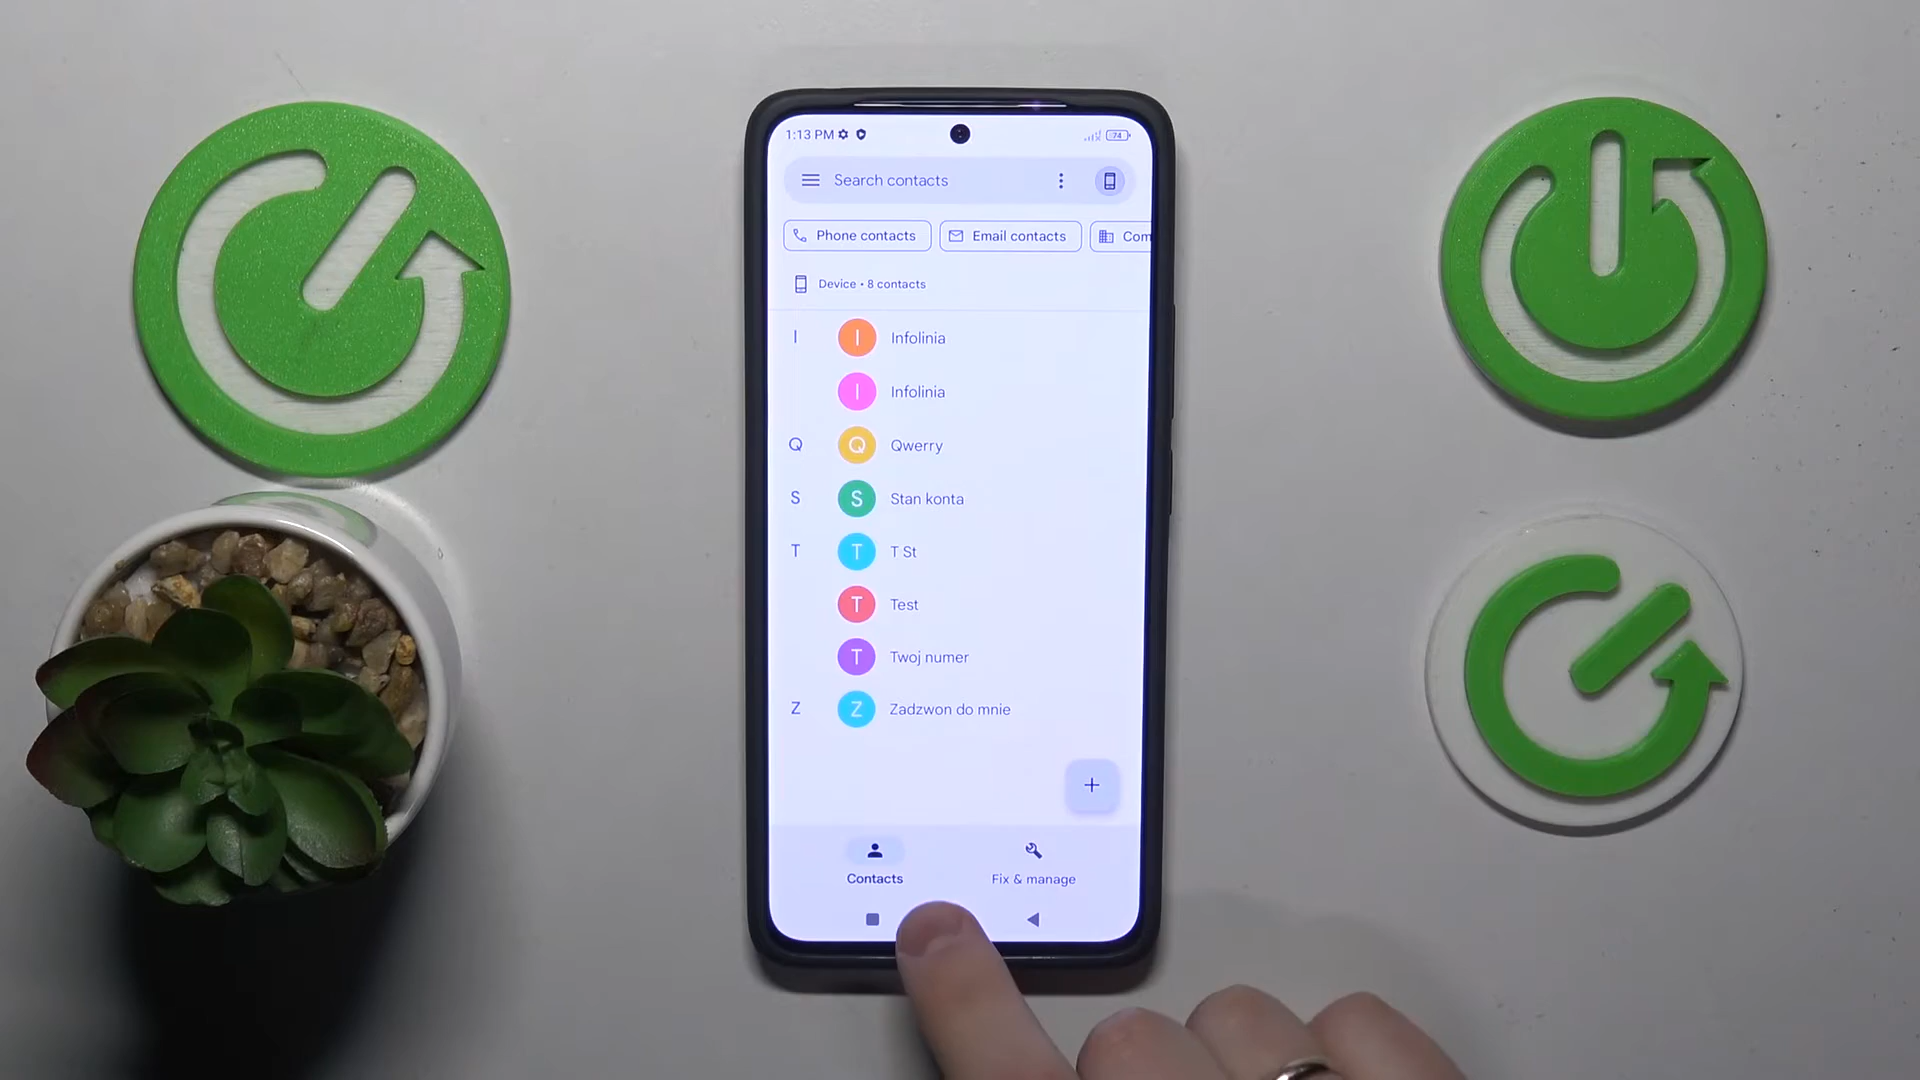 1:13 PM 74
Search contacts
Phone contacts Email contacts Com
Device • 8 contacts
I I Infolinia
I Infolinia
Q Q Qwerry
S S Stan konta
T T T St
T Test
T Twoj numer
Z Z Zadzwon do mnie
+
Contacts Fix & manage